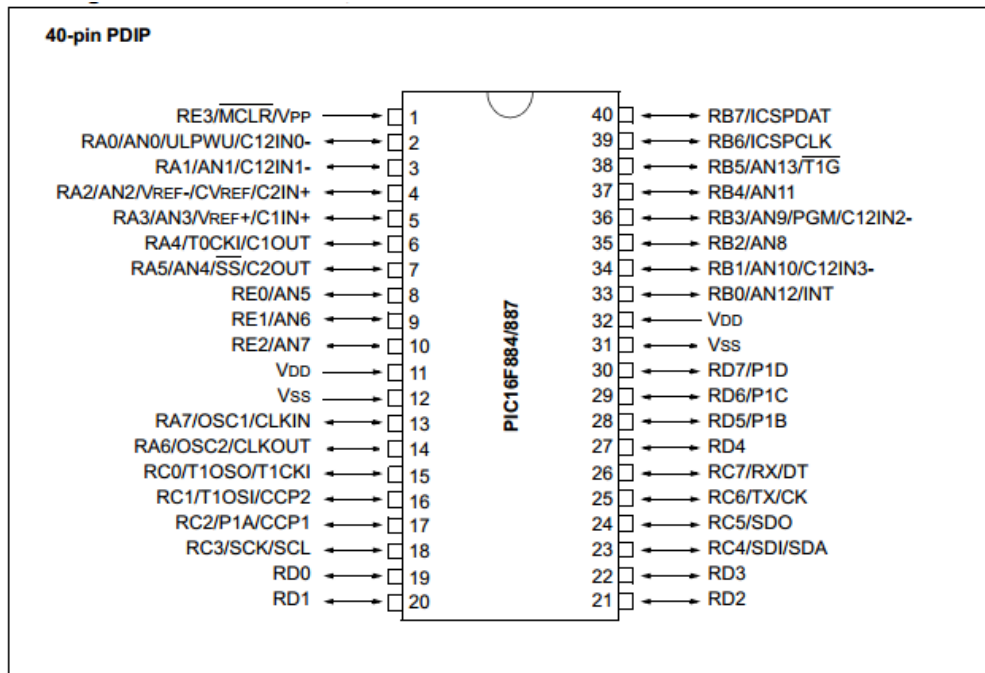 40-pin PDIP
RE3/MCLR/VPP 1
RA0/AN0/ULPWU/C12IN0- 2
RA1/AN1/C12IN1- 3
RA2/AN2/VREF-/CVREF/C2IN+ 4
RA3/AN3/VREF+/C1IN+ 5
RA4/T0CKI/C1OUT 6
RA5/AN4/SS/C2OUT 7
RE0/AN5 8
RE1/AN6 9
RE2/AN7 10
VDD 11
VSS 12
RA7/OSC1/CLKIN 13
RA6/OSC2/CLKOUT 14
RC0/T1OSO/T1CKI 15
RC1/T1OSI/CCP2 16
RC2/P1A/CCP1 17
RC3/SCK/SCL 18
RD0 19
RD1 20
PIC16F884/887
40 RB7/ICSPDAT
39 RB6/ICSPCLK
38 RB5/AN13/T1G
37 RB4/AN11
36 RB3/AN9/PGM/C12IN2-
35 RB2/AN8
34 RB1/AN10/C12IN3-
33 RB0/AN12/INT
32 VDD
31 VSS
30 RD7/P1D
29 RD6/P1C
28 RD5/P1B
27 RD4
26 RC7/RX/DT
25 RC6/TX/CK
24 RC5/SDO
23 RC4/SDI/SDA
22 RD3
21 RD2